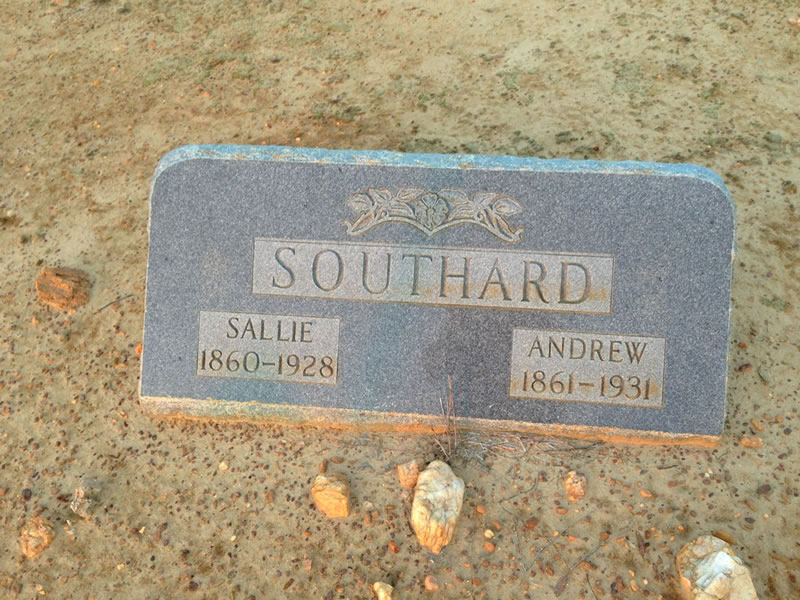 SOUTHARD
SALLIE
1860-1928
ANDREW
1861-1931